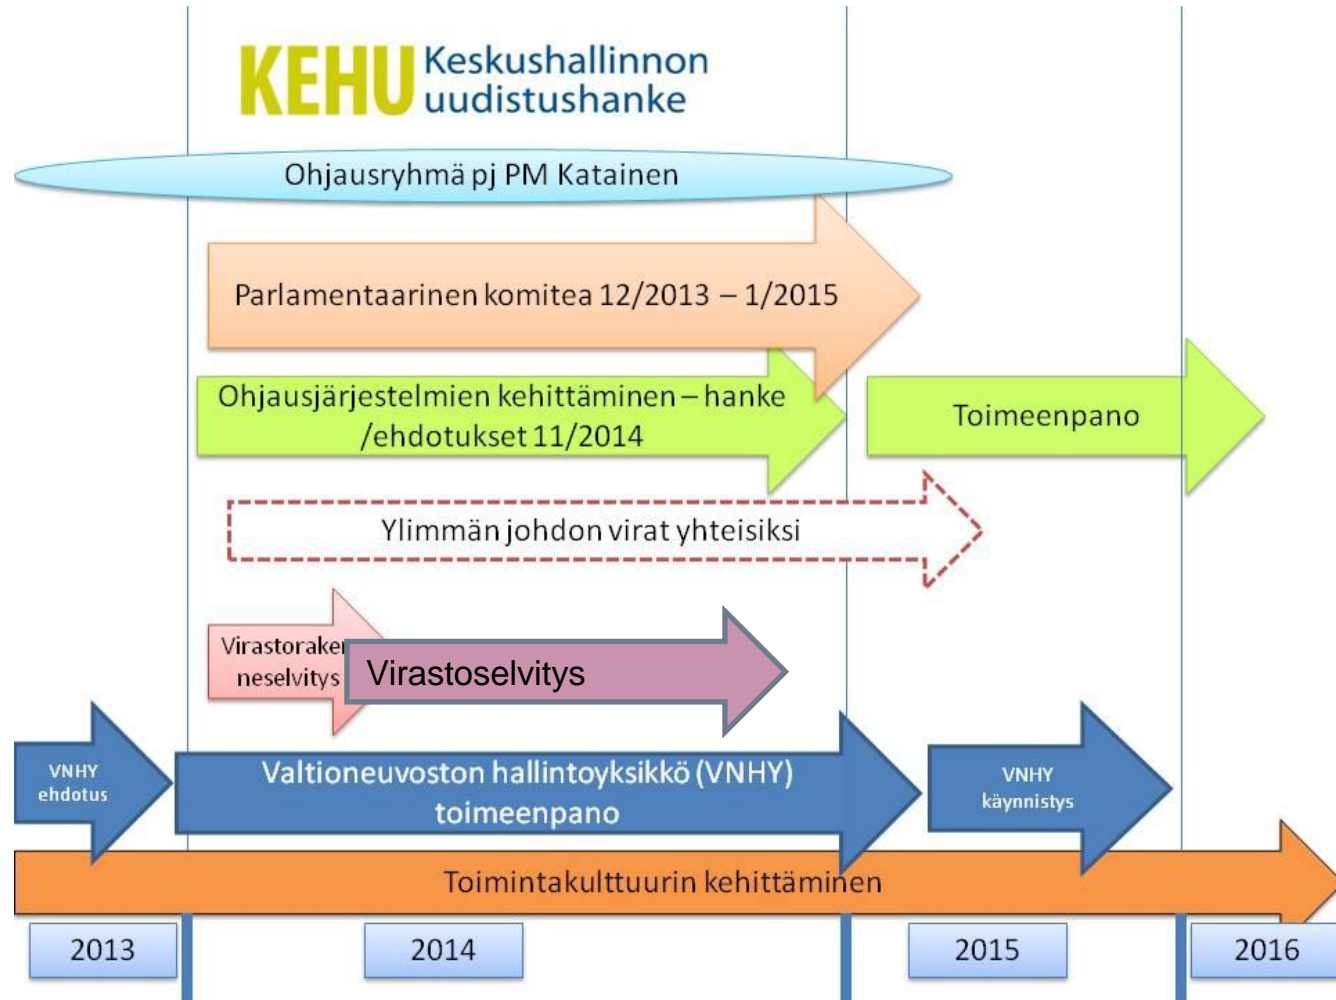 KEHU Keskushallinnon
uudistushanke
Ohjausryhmä pj PM Katainen
Parlamentaarinen komitea 12/2013 – 1/2015
Ohjausjärjestelmien kehittäminen – hanke
/ehdotukset 11/2014
Toimeenpano
Ylimmän johdon virat yhteisiksi
Virastoraken
neselvitys
Virastoselvitys
VNHY
ehdotus
Valtioneuvoston hallintoyksikkö (VNHY)
toimeenpano
VNHY
käynnistys
Toimintakulttuurin kehittäminen
2013
2014
2015
2016